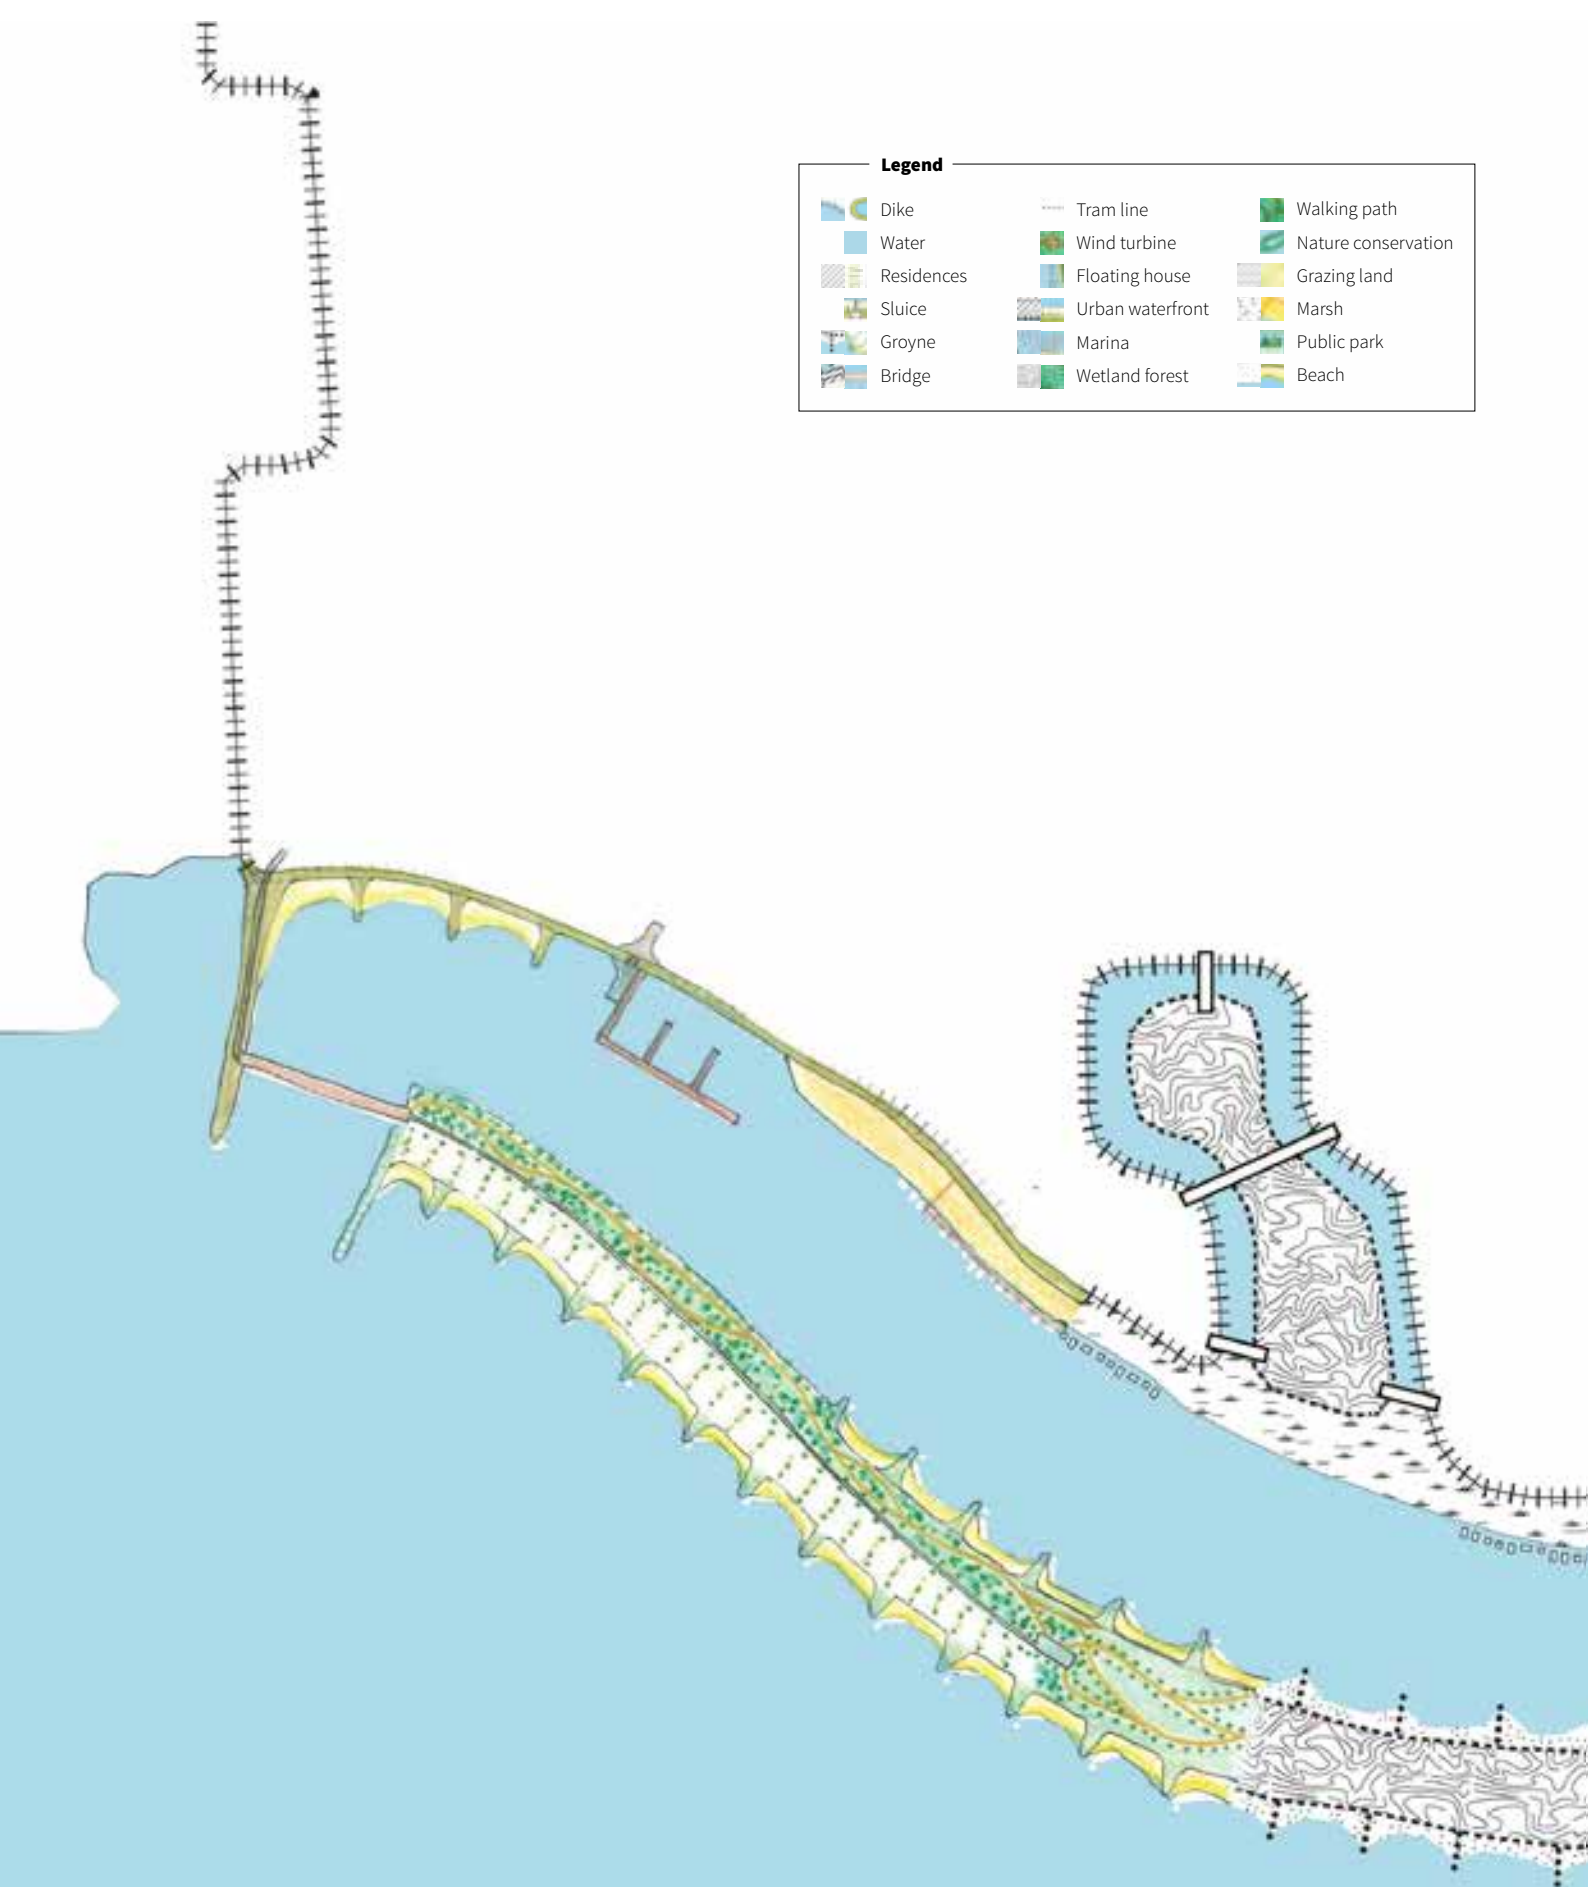 Legend
Dike
Water
Residences
Sluice
Groyne
Bridge
Tram line
Wind turbine
Floating house
Urban waterfront
Marina
Wetland forest
Walking path
Nature conservation
Grazing land
Marsh
Public park
Beach